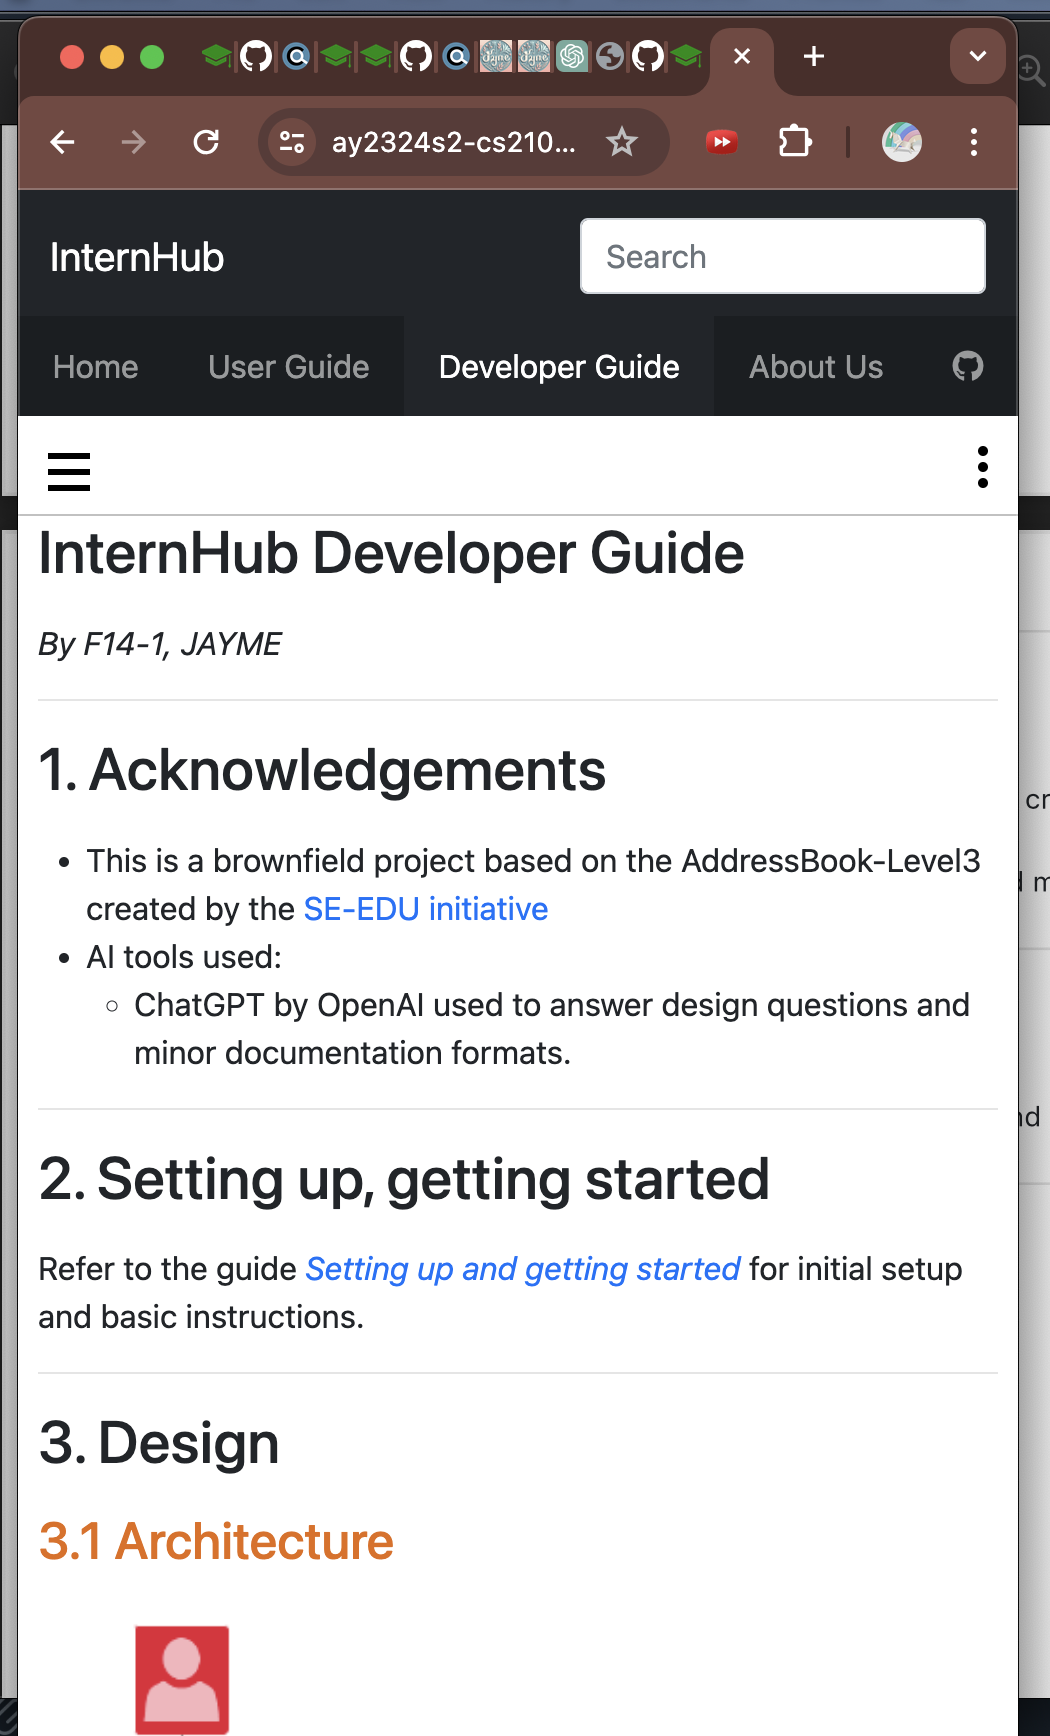 ay2324s2-cs210...
InternHub
Search
Home User Guide Developer Guide About Us
InternHub Developer Guide
By F14-1, JAYME
1. Acknowledgements
• This is a brownfield project based on the AddressBook-Level3
created by the SE-EDU initiative
• AI tools used:
◦ ChatGPT by OpenAI used to answer design questions and
minor documentation formats.
2. Setting up, getting started
Refer to the guide Setting up and getting started for initial setup
and basic instructions.
3. Design
3.1 Architecture